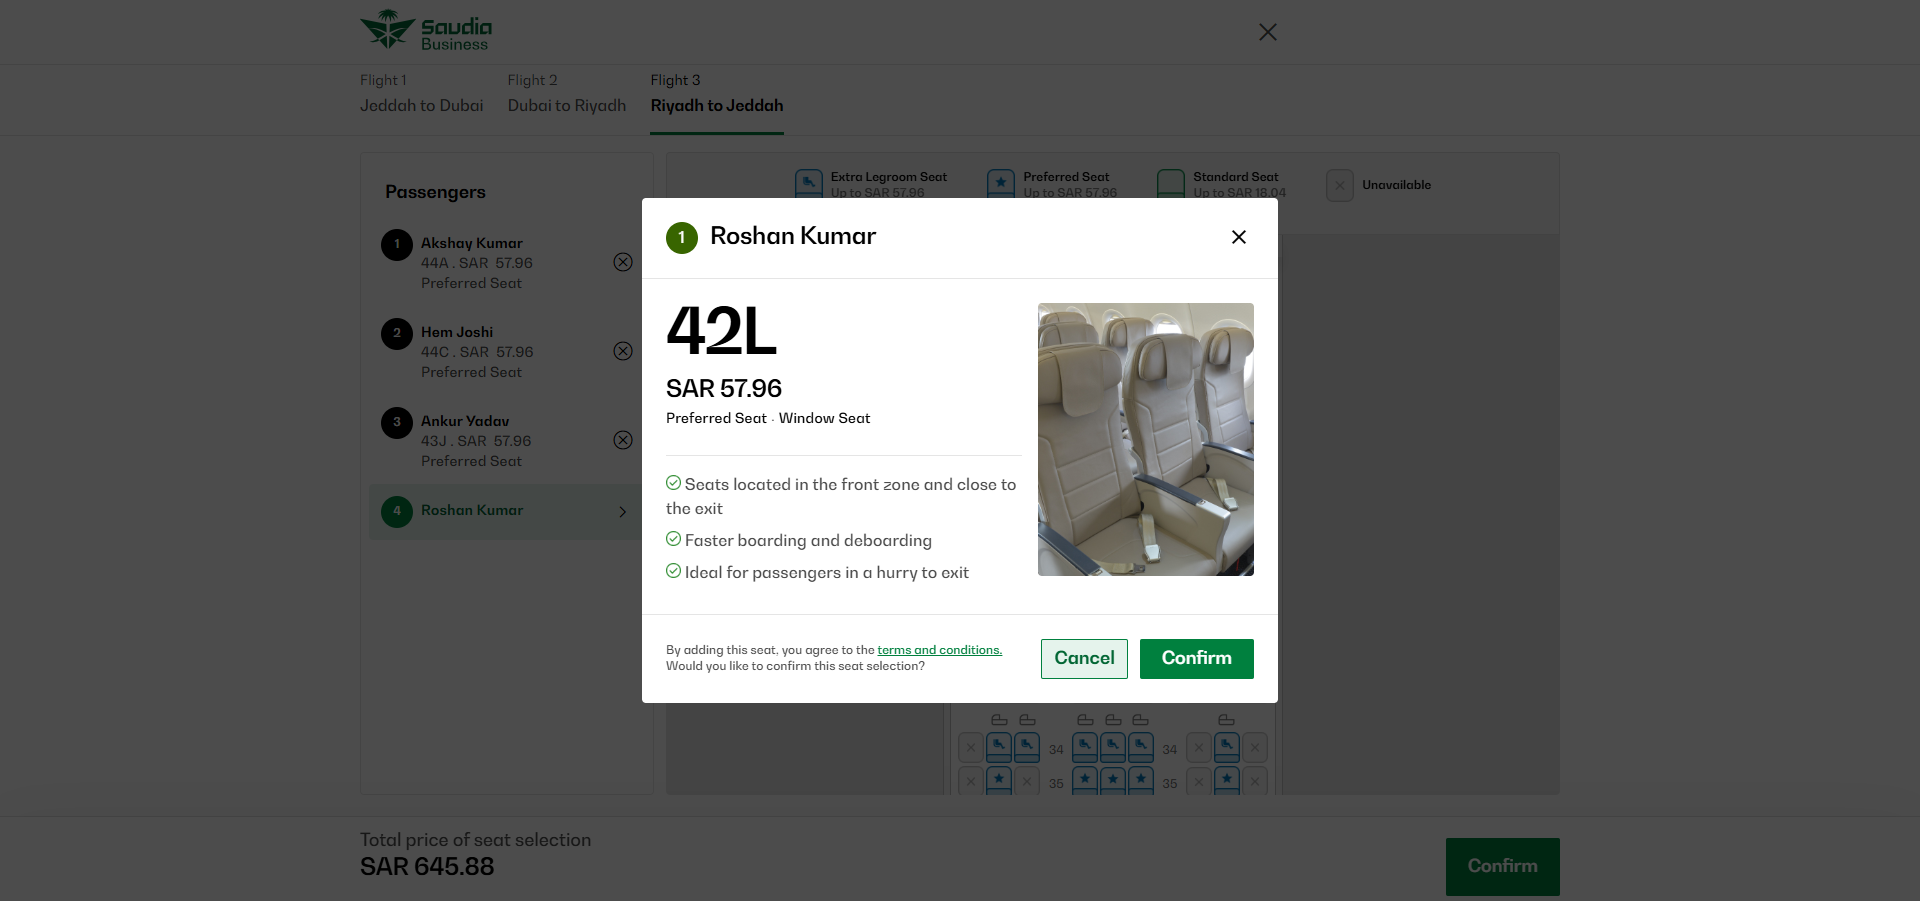 Saudia
Business
Flight 1
Jeddah to Dubai
Flight 2
Dubai to Riyadh
Flight 3
Riyadh to Jeddah
Passengers
1
Akshay Kumar
44A . SAR 57.96
Preferred Seat
2
Hem Joshi
44C . SAR 57.96
Preferred Seat
3
Ankur Yadav
43J . SAR 57.96
Preferred Seat
4
Roshan Kumar
Extra Legroom Seat
Up to SAR 57.96
Preferred Seat
Up to SAR 57.96
Standard Seat
Up to SAR 18.04
Unavailable
1
Roshan Kumar
42L
SAR 57.96
Preferred Seat · Window Seat
Seats located in the front zone and close to
the exit
Faster boarding and deboarding
Ideal for passengers in a hurry to exit
By adding this seat, you agree to the terms and conditions.
Would you like to confirm this seat selection?
Cancel
Confirm
34
34
35
35
Total price of seat selection
SAR 645.88
Confirm